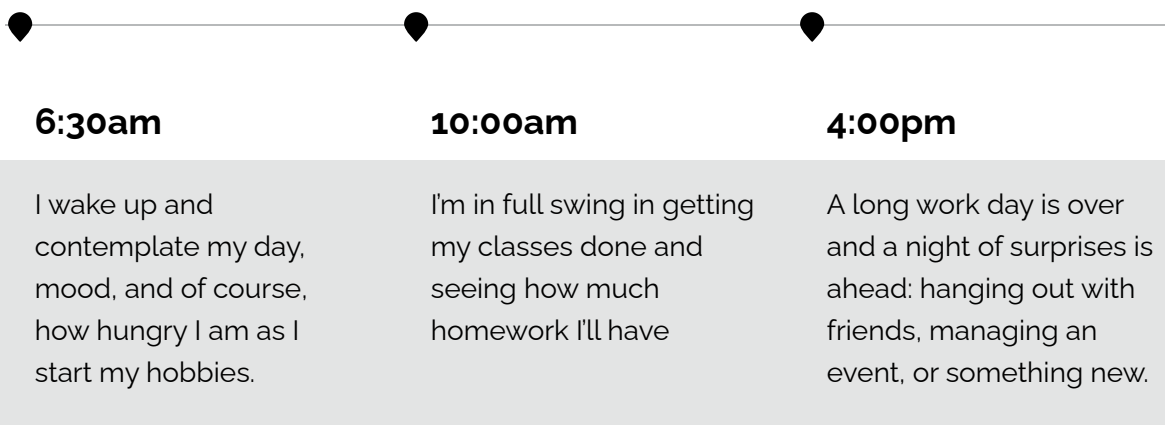 6:30am
I wake up and
contemplate my day,
mood, and of course,
how hungry I am as I
start my hobbies.
10:00am
I'm in full swing in getting
my classes done and
seeing how much
homework I'll have
4:00pm
A long work day is over
and a night of surprises is
ahead: hanging out with
friends, managing an
event, or something new.